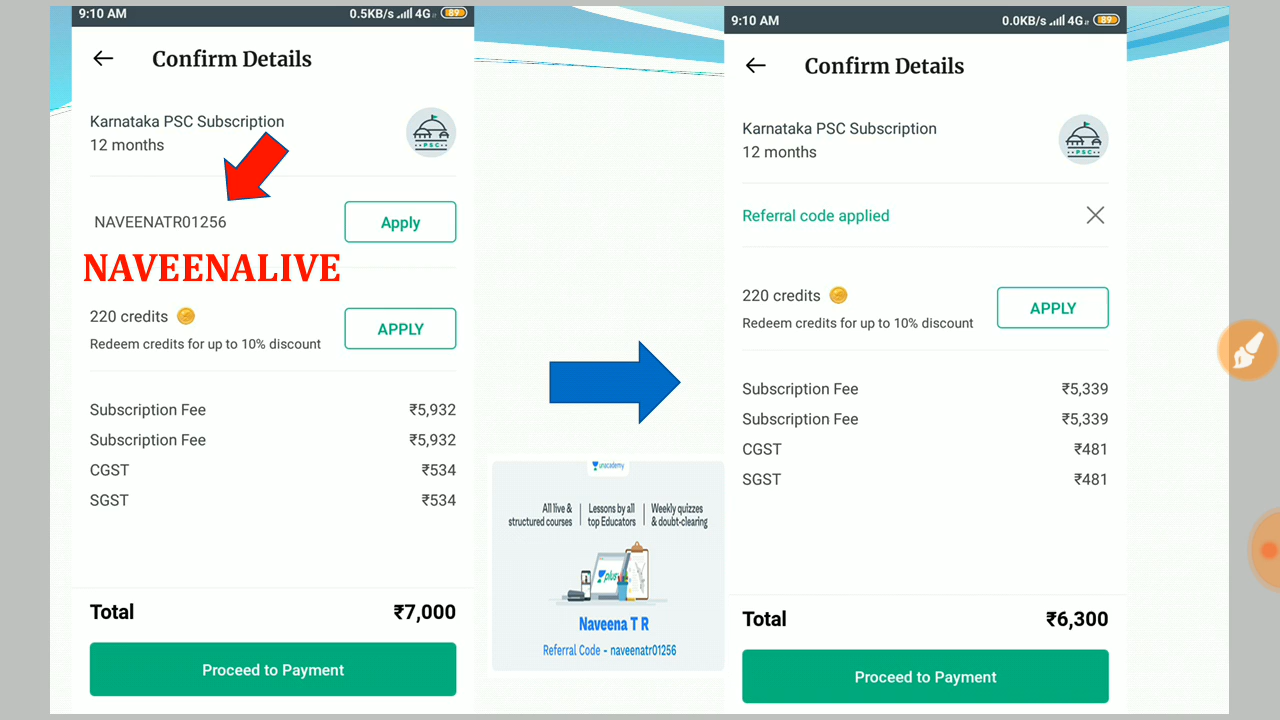 9:10 AM
0.5KB/s 4G 89
Confirm Details
Karnataka PSC Subscription
12 months
PSC
NAVEENATR01256
Apply
NAVEENALIVE
220 credits
APPLY
Redeem credits for up to 10% discount
Subscription Fee ₹5,932
Subscription Fee ₹5,932
CGST ₹534
SGST ₹534
Total ₹7,000
Proceed to Payment
unacademy
All live & structured courses
Lessons by all top Educators
Weekly quizzes & doubt-clearing
plus
Naveena T R
Referral Code - naveenatr01256
9:10 AM
0.0KB/s 4G 89
Confirm Details
Karnataka PSC Subscription
12 months
PSC
Referral code applied
220 credits
APPLY
Redeem credits for up to 10% discount
Subscription Fee ₹5,339
Subscription Fee ₹5,339
CGST ₹481
SGST ₹481
Total ₹6,300
Proceed to Payment